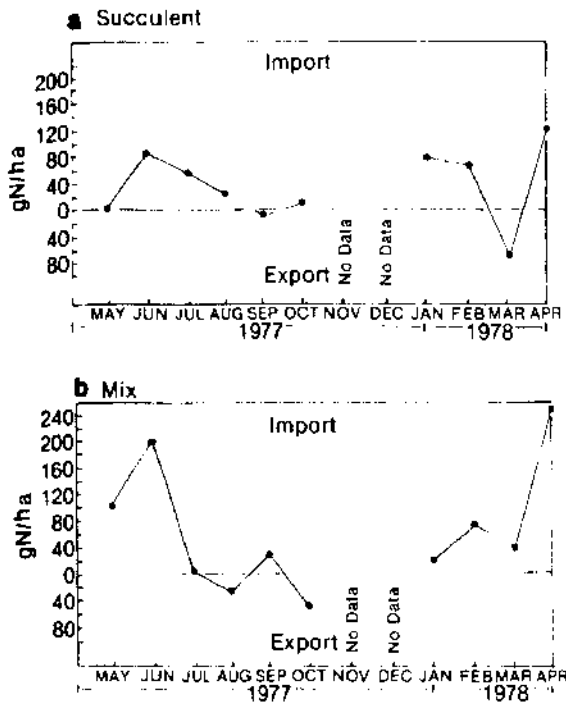 a Succulent
Import
200
160
120
80
40
0
40
80
gN/ha
Export
No Data
No Data
MAY JUN JUL AUG SEP OCT NOV DEC JAN FEB MAR APR
1977 1978
b Mix
Import
240
200
160
120
80
40
0
40
80
gN/ha
Export
No Data
No Data
MAY JUN JUL AUG SEP OCT NOV DEC JAN FEB MAR APR
1977 1978